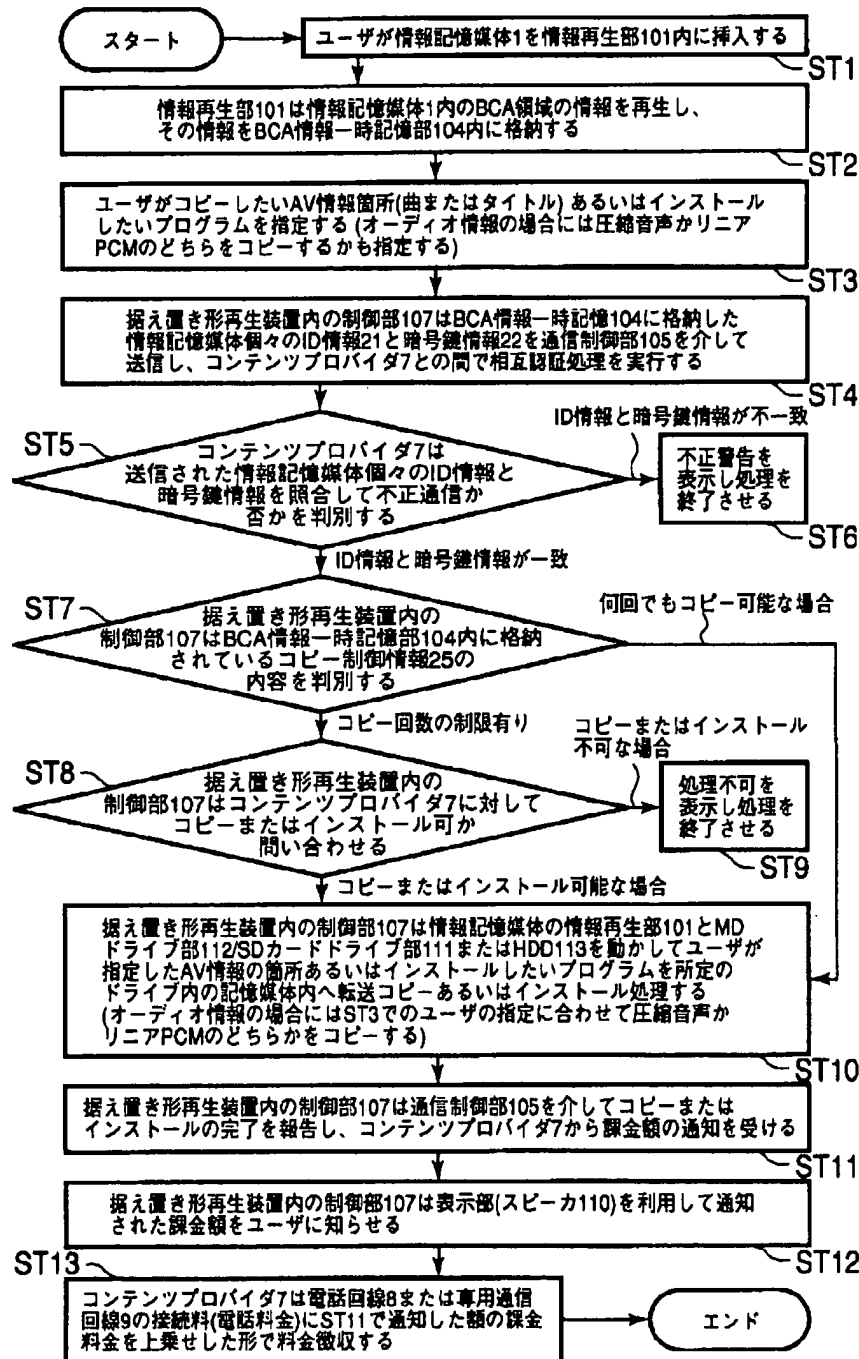 スタート
ユーザが情報記憶媒体1を情報再生部101内に挿入する
ST1
情報再生部101は情報記憶媒体1内のBCA領域の情報を再生し、
その情報をBCA情報一時記憶部104内に格納する
ST2
ユーザがコピーしたいAV情報箇所(曲またはタイトル) あるいはインストール
したいプログラムを指定する (オーディオ情報の場合には圧縮音声かリニア
PCMのどちらをコピーするかも指定する)
ST3
据え置き形再生装置内の制御部107はBCA情報一時記憶104に格納した
情報記憶媒体個々のID情報21と暗号鍵情報22を通信制御部105を介して
送信し、コンテンツプロバイダ7との間で相互認証処理を実行する
ST4
ST5
コンテンツプロバイダ7は
送信された情報記憶媒体個々のID情報と
暗号鍵情報を照合して不正通信か
否かを判別する
ID情報と暗号鍵情報が不一致
不正警告を
表示し処理を
終了させる
ST6
ID情報と暗号鍵情報が一致
ST7
据え置き形再生装置内の
制御部107はBCA情報一時記憶部104内に格納
されているコピー制御情報25の
内容を判別する
何回でもコピー可能な場合
コピー回数の制限有り
ST8
据え置き形再生装置内の
制御部107はコンテンツプロバイダ7に対して
コピーまたはインストール可か
問い合わせる
コピーまたはインストール
不可な場合
処理不可を
表示し処理を
終了させる
ST9
コピーまたはインストール可能な場合
据え置き形再生装置内の制御部107は情報記憶媒体の情報再生部101とMD
ドライブ部112/SDカードドライブ部111またはHDD113を動かしてユーザが
指定したAV情報の箇所あるいはインストールしたいプログラムを所定の
ドライブ内の記憶媒体内へ転送コピーあるいはインストール処理する
(オーディオ情報の場合にはST3でのユーザの指定に合わせて圧縮音声か
リニアPCMのどちらかをコピーする)
ST10
据え置き形再生装置内の制御部107は通信制御部105を介してコピーまたは
インストールの完了を報告し、コンテンツプロバイダ7から課金額の通知を受ける
ST11
据え置き形再生装置内の制御部107は表示部(スピーカ110)を利用して通知
された課金額をユーザに知らせる
ST12
ST13
コンテンツプロバイダ7は電話回線8または専用通信
回線9の接続料(電話料金)にST11で通知した額の課金
料金を上乗せした形で料金徴収する
エンド